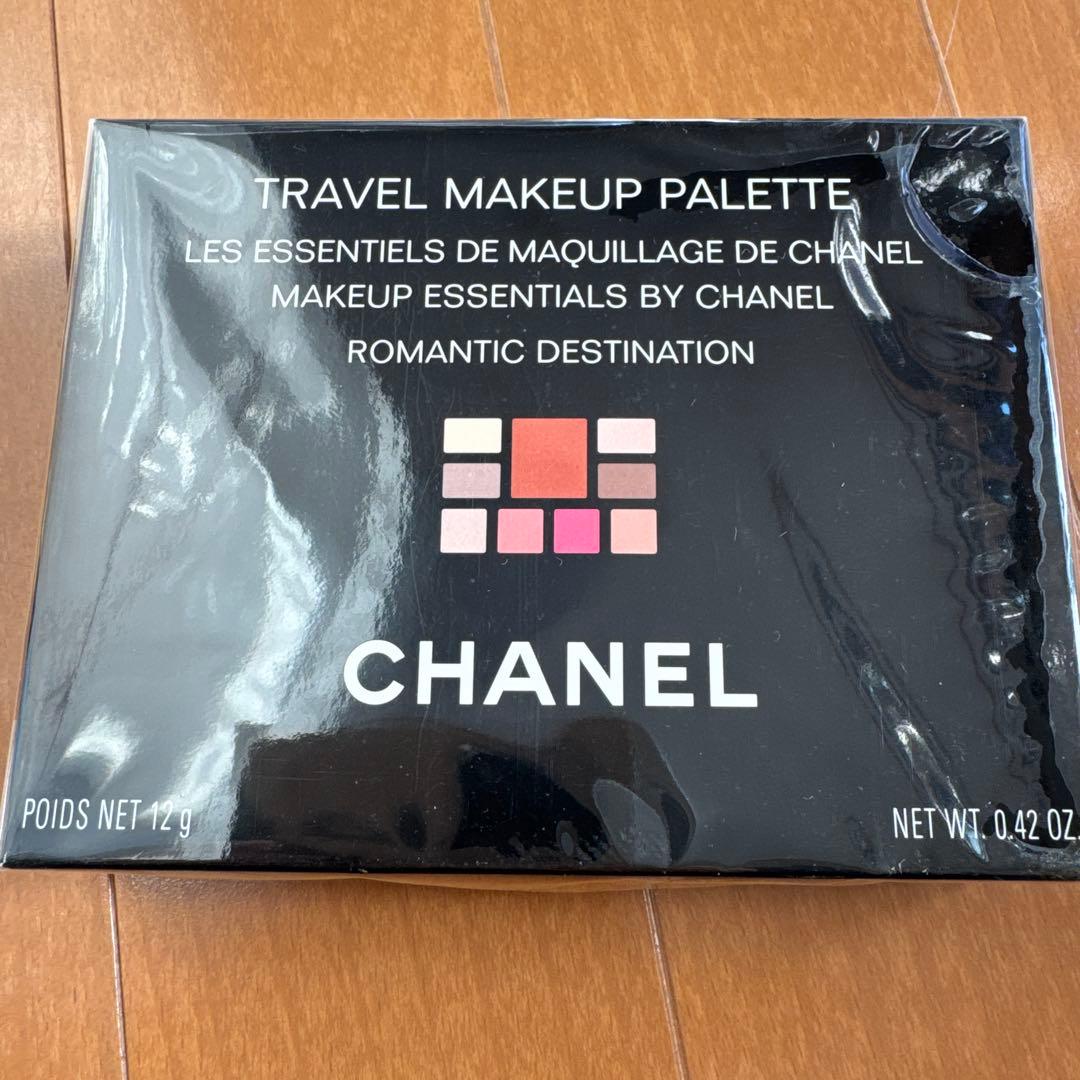 TRAVEL MAKEUP PALETTE
LES ESSENTIELS DE MAQUILLAGE DE CHANEL
MAKEUP ESSENTIALS BY CHANEL
ROMANTIC DESTINATION
CHANEL
POIDS NET 12 g
NET WT. 0.42 OZ.